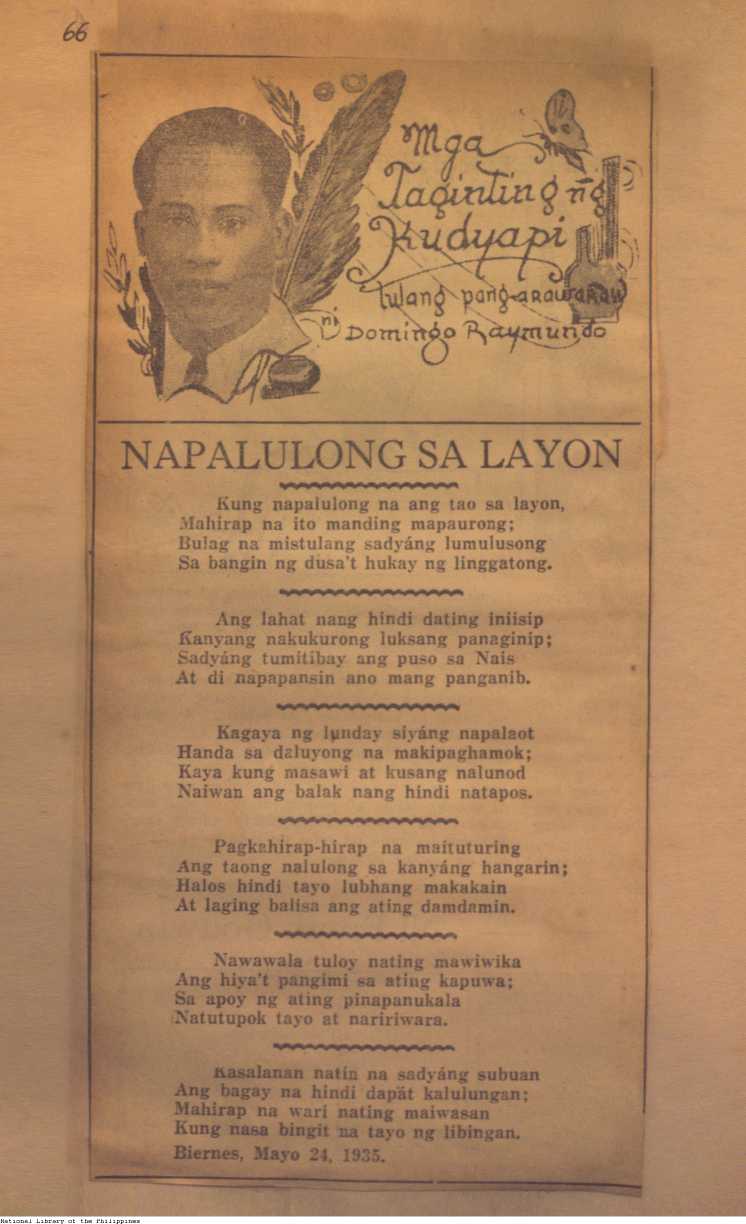 66
Mga
Taginting ng̃
Kudyapi
tulang pang-araw-araw
ni
Domingo Raymundo
NAPALULONG SA LAYON
Kung napalulong na ang tao sa layon,
Mahirap na ito manding mapaurong;
Bulag na mistulang sadyáng lumulusong
Sa bangin ng dusa't hukay ng linggatong.
Ang lahat nang hindi dating iniisip
Kanyang nakukurong luksang panaginip;
Sadyáng tumitibay ang puso sa Nais
At di napapansin ano mang panganib.
Kagaya ng lunday siyáng napalaot
Handa sa daluyong na makipaghamok;
Kaya kung masawi at kusang nalunod
Naiwan ang balak nang hindi natapos.
Pagkahirap-hirap na maituturing
Ang taong nalulong sa kanyáng hangarin;
Halos hindi tayo lubhang makakain
At laging balisa ang ating damdamin.
Nawawala tuloy nating mawiwika
Ang hiya't pangimi sa ating kapuwa;
Sa apoy ng ating pinapanukala
Natutupok tayo at naririwara.
Kasalanan natin na sadyáng subuan
Ang bagay na hindi dapát kalulungan;
Mahirap na wari nating maiwasan
Kung nasa bingit na tayo ng libingan.
Biernes, Mayo 24, 1935.
National Library of the Philippines